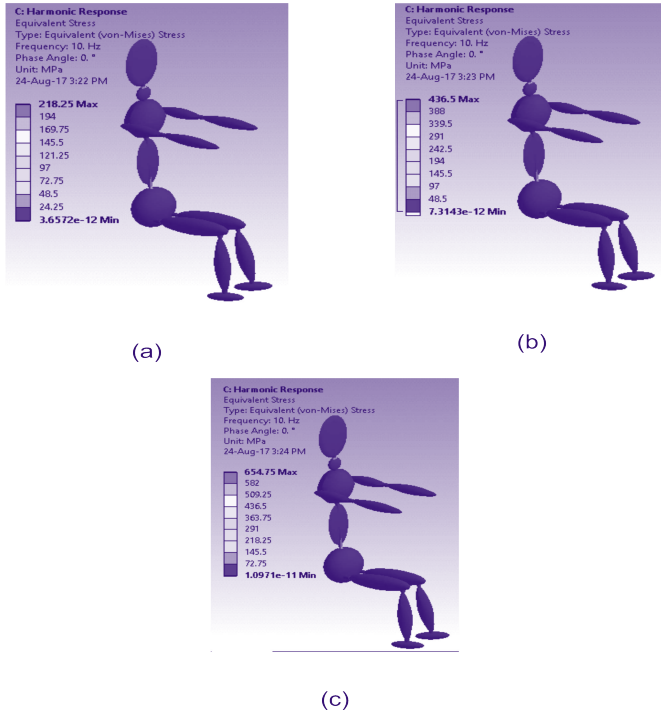 C: Harmonic Response
Equivalent Stress
Type: Equivalent (von-Mises) Stress
Frequency: 10. Hz
Phase Angle: 0. °
Unit: MPa
24-Aug-17 3:22 PM
218.25 Max
194
169.75
145.5
121.25
97
72.75
48.5
24.25
3.6572e-12 Min
(a)
C: Harmonic Response
Equivalent Stress
Type: Equivalent (von-Mises) Stress
Frequency: 10. Hz
Phase Angle: 0. °
Unit: MPa
24-Aug-17 3:23 PM
436.5 Max
388
339.5
291
242.5
194
145.5
97
48.5
7.3143e-12 Min
(b)
C: Harmonic Response
Equivalent Stress
Type: Equivalent (von-Mises) Stress
Frequency: 10. Hz
Phase Angle: 0. °
Unit: MPa
24-Aug-17 3:24 PM
654.75 Max
582
509.25
436.5
363.75
291
218.25
145.5
72.75
1.0971e-11 Min
(c)